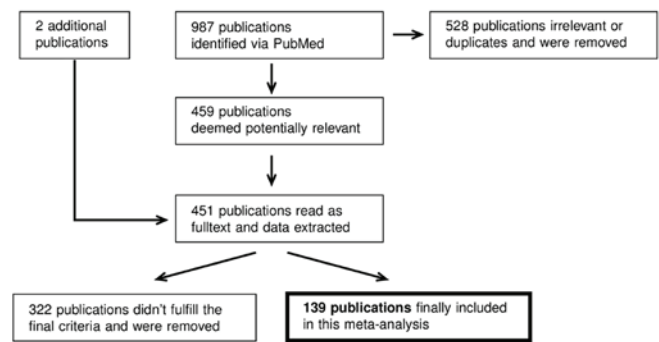 2 additional
publications
987 publications
identified via PubMed
528 publications irrelevant or
duplicates and were removed
459 publications
deemed potentially relevant
451 publications read as
fulltext and data extracted
322 publications didn't fulfill the
final criteria and were removed
139 publications finally included
in this meta-analysis